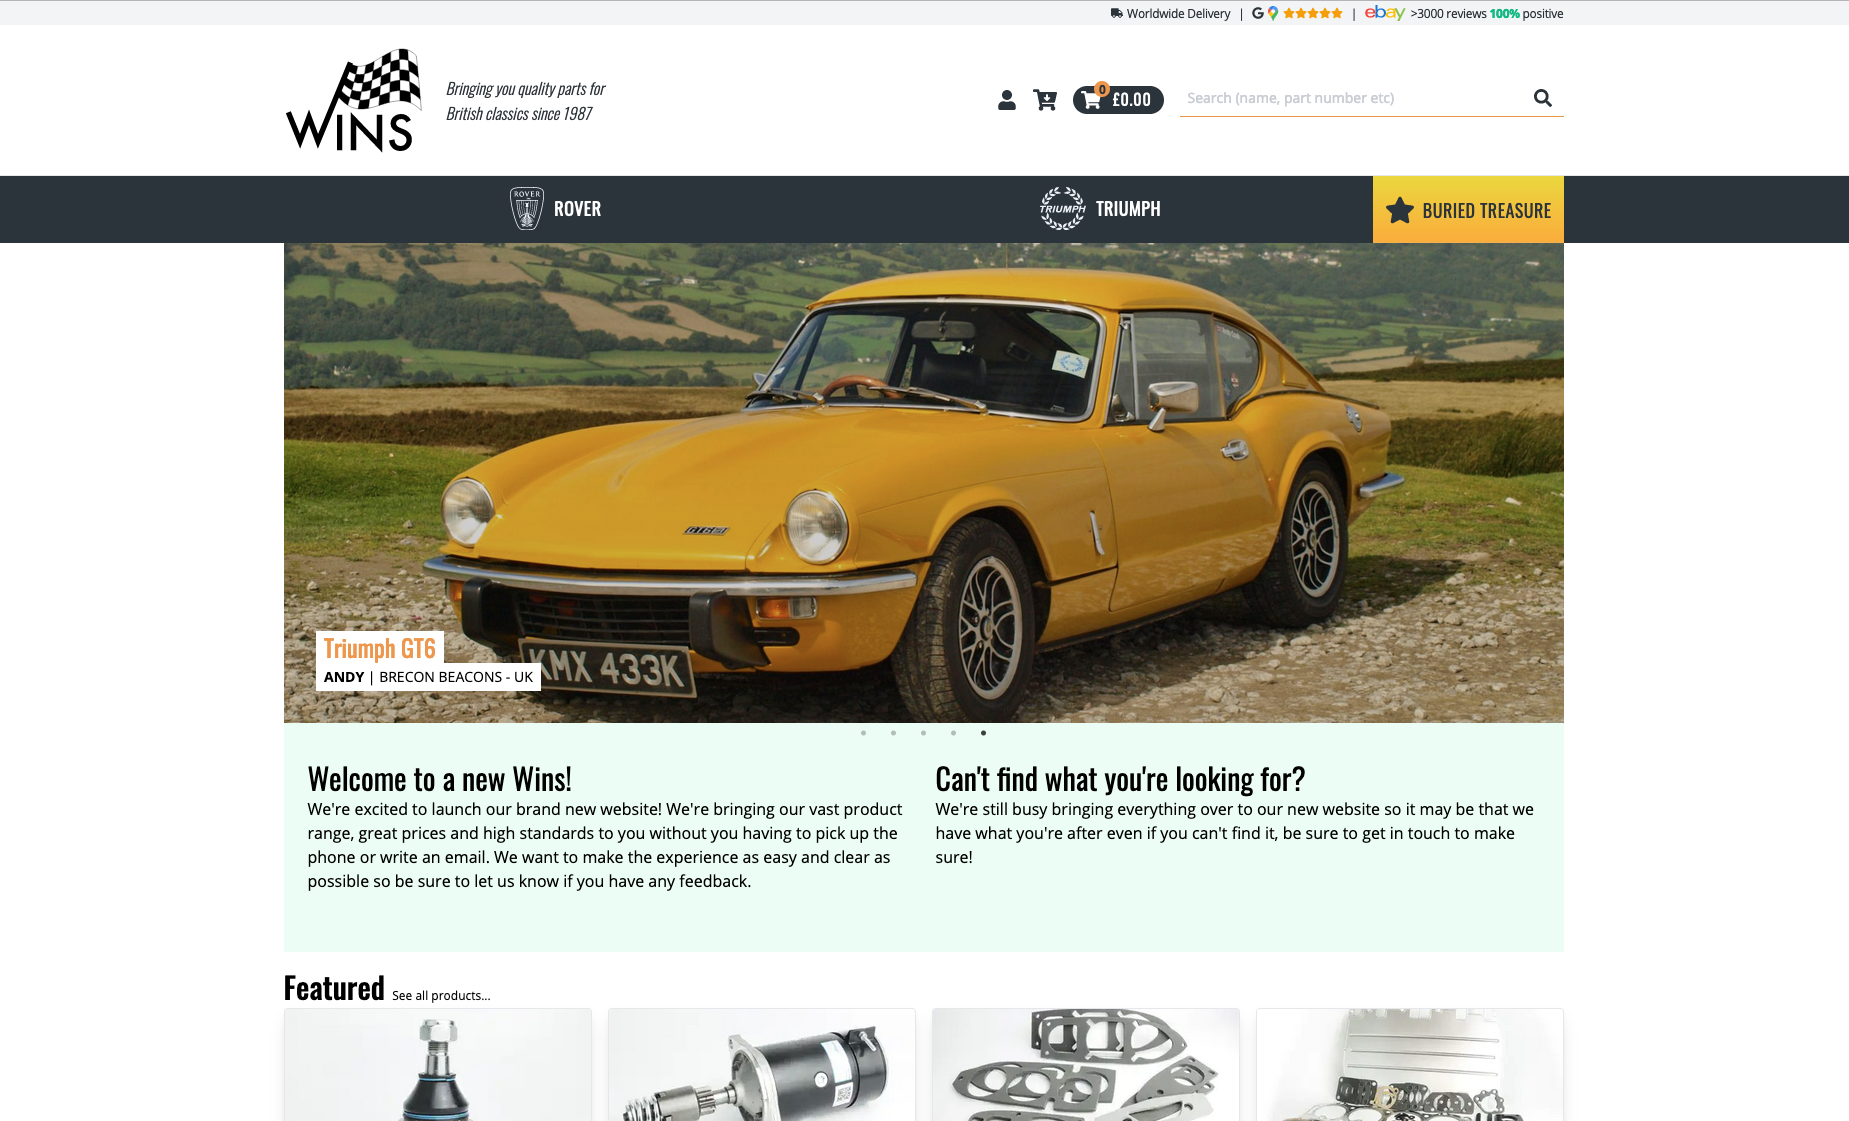 Worldwide Delivery | G | ebay >3000 reviews 100% positive
WINS
Bringing you quality parts for
British classics since 1987
0
£0.00
Search (name, part number etc)
ROVER
ROVER
TRIUMPH
TRIUMPH
BURIED TREASURE
GT6
KMX 433K
Triumph GT6
ANDY | BRECON BEACONS - UK
Welcome to a new Wins!
We're excited to launch our brand new website! We're bringing our vast product
range, great prices and high standards to you without you having to pick up the
phone or write an email. We want to make the experience as easy and clear as
possible so be sure to let us know if you have any feedback.
Can't find what you're looking for?
We're still busy bringing everything over to our new website so it may be that we
have what you're after even if you can't find it, be sure to get in touch to make
sure!
Featured
See all products...